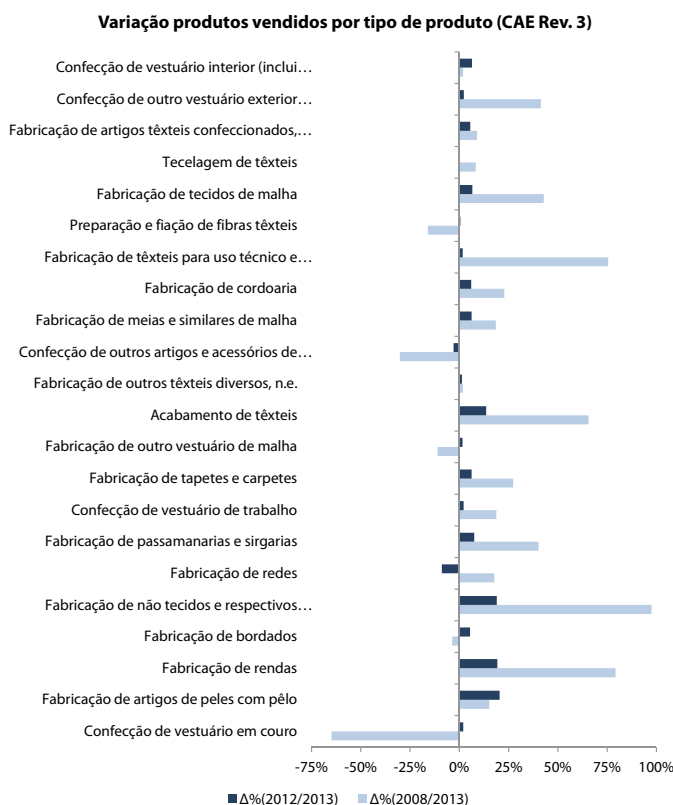 Variação produtos vendidos por tipo de produto (CAE Rev. 3)
Confecção de vestuário interior (inclui…
Confecção de outro vestuário exterior…
Fabricação de artigos têxteis confeccionados,…
Tecelagem de têxteis
Fabricação de tecidos de malha
Preparação e fiação de fibras têxteis
Fabricação de têxteis para uso técnico e…
Fabricação de cordoaria
Fabricação de meias e similares de malha
Confecção de outros artigos e acessórios de…
Fabricação de outros têxteis diversos, n.e.
Acabamento de têxteis
Fabricação de outro vestuário de malha
Fabricação de tapetes e carpetes
Confecção de vestuário de trabalho
Fabricação de passamanarias e sirgarias
Fabricação de redes
Fabricação de não tecidos e respectivos…
Fabricação de bordados
Fabricação de rendas
Fabricação de artigos de peles com pêlo
Confecção de vestuário em couro
-75% -50% -25% 0% 25% 50% 75% 100%
Δ%(2012/2013) Δ%(2008/2013)